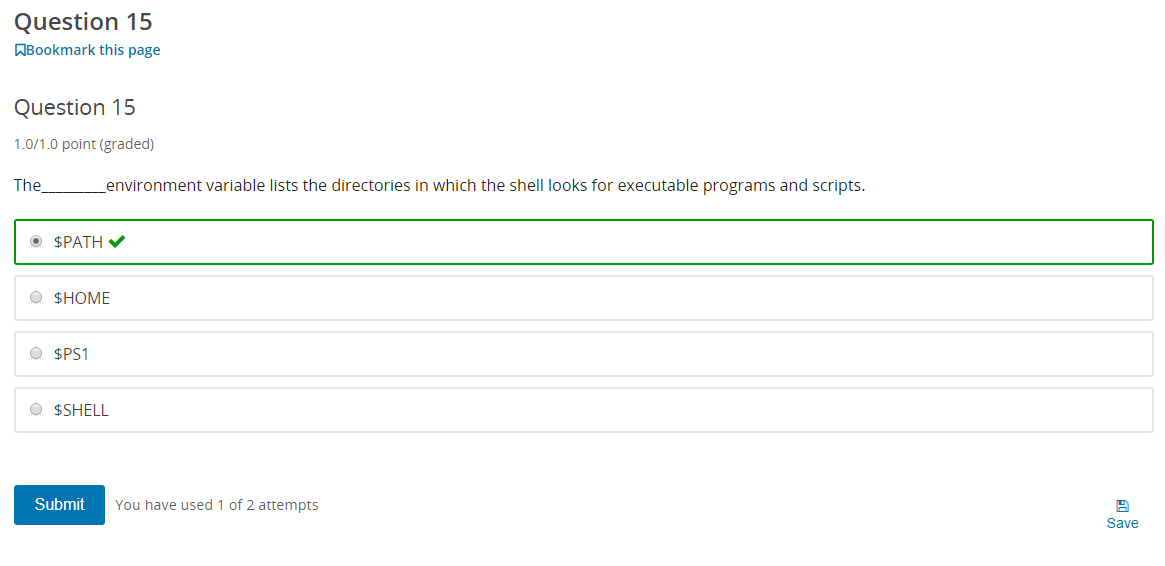 Question 15
Bookmark this page
Question 15
1.0/1.0 point (graded)
The_________environment variable lists the directories in which the shell looks for executable programs and scripts.
$PATH
$HOME
$PS1
$SHELL
Submit You have used 1 of 2 attempts
Save